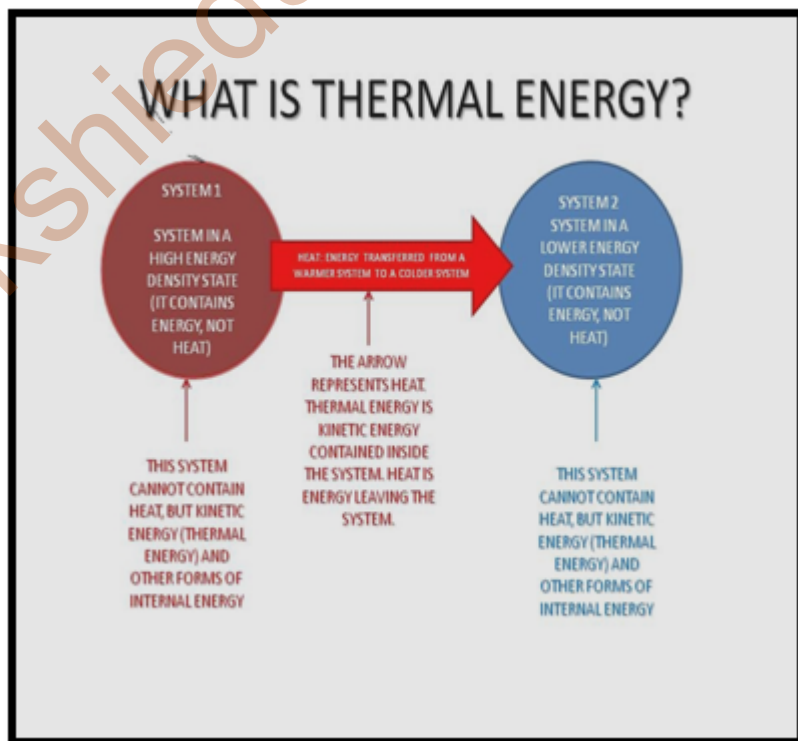 WHAT IS THERMAL ENERGY?
SYSTEM 1
SYSTEM IN A
HIGH ENERGY
DENSITY STATE
(IT CONTAINS
ENERGY, NOT
HEAT)
HEAT: ENERGY TRANSFERRED FROM A
WARMER SYSTEM TO A COLDER SYSTEM
SYSTEM 2
SYSTEM IN A
LOWER ENERGY
DENSITY STATE
(IT CONTAINS
ENERGY, NOT
HEAT)
THE ARROW
REPRESENTS HEAT.
THERMAL ENERGY IS
KINETIC ENERGY
CONTAINED INSIDE
THE SYSTEM. HEAT IS
ENERGY LEAVING THE
SYSTEM.
THIS SYSTEM
CANNOT CONTAIN
HEAT, BUT KINETIC
ENERGY (THERMAL
ENERGY) AND
OTHER FORMS OF
INTERNAL ENERGY
THIS SYSTEM
CANNOT CONTAIN
HEAT, BUT KINETIC
ENERGY (THERMAL
ENERGY) AND
OTHER FORMS OF
INTERNAL ENERGY